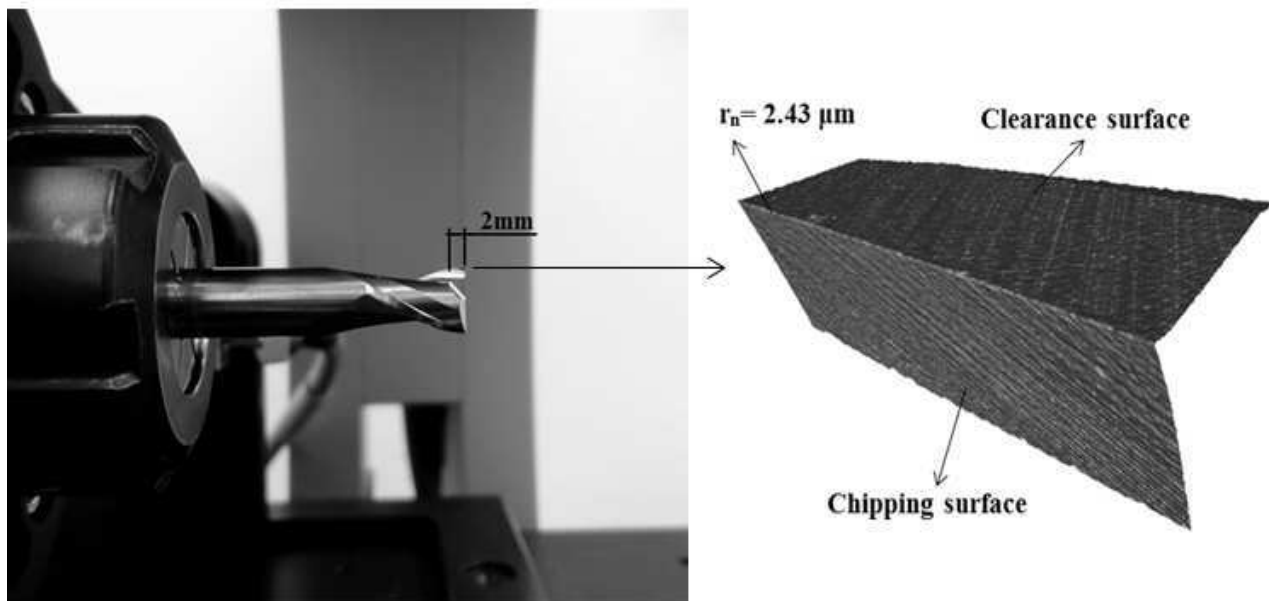 2mm
rₙ= 2.43 μm
Clearance surface
Chipping surface